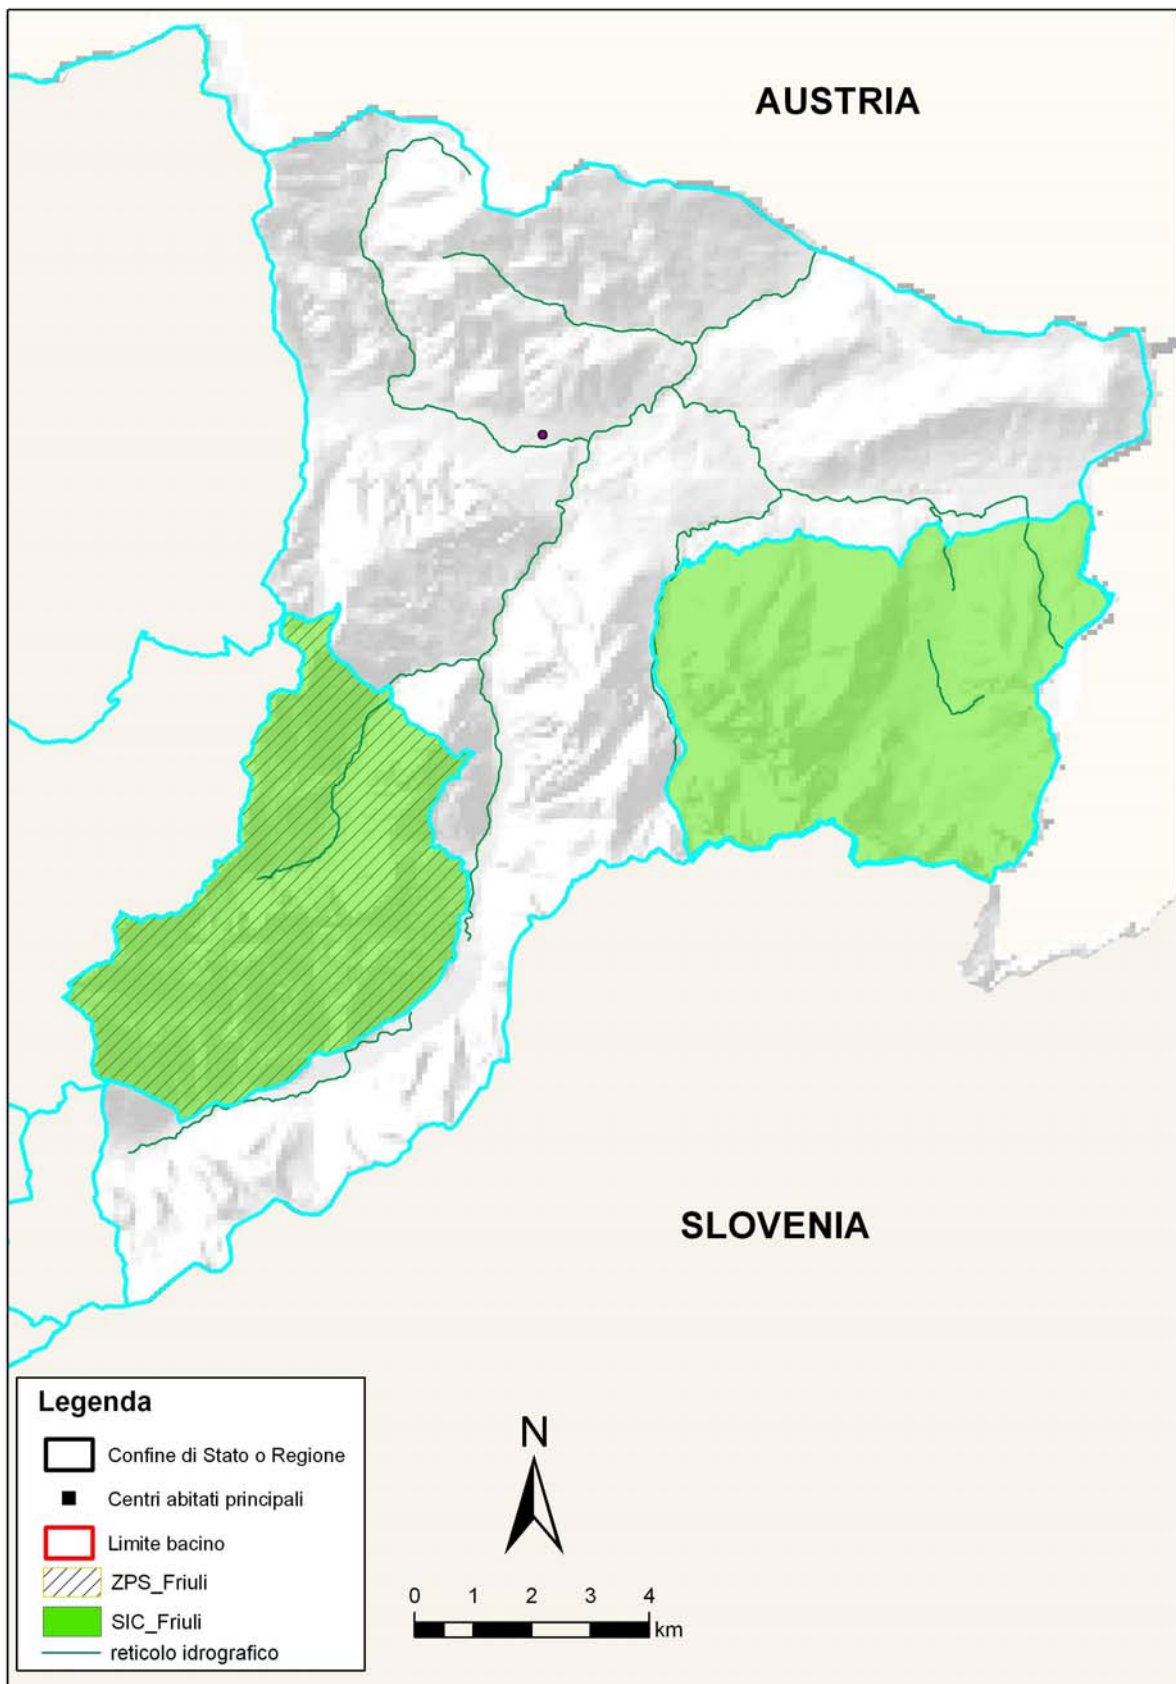 AUSTRIA
SLOVENIA
Legenda
Confine di Stato o Regione
Centri abitati principali
Limite bacino
ZPS_Friuli
SIC_Friuli
reticolo idrografico
N
0 1 2 3 4
km